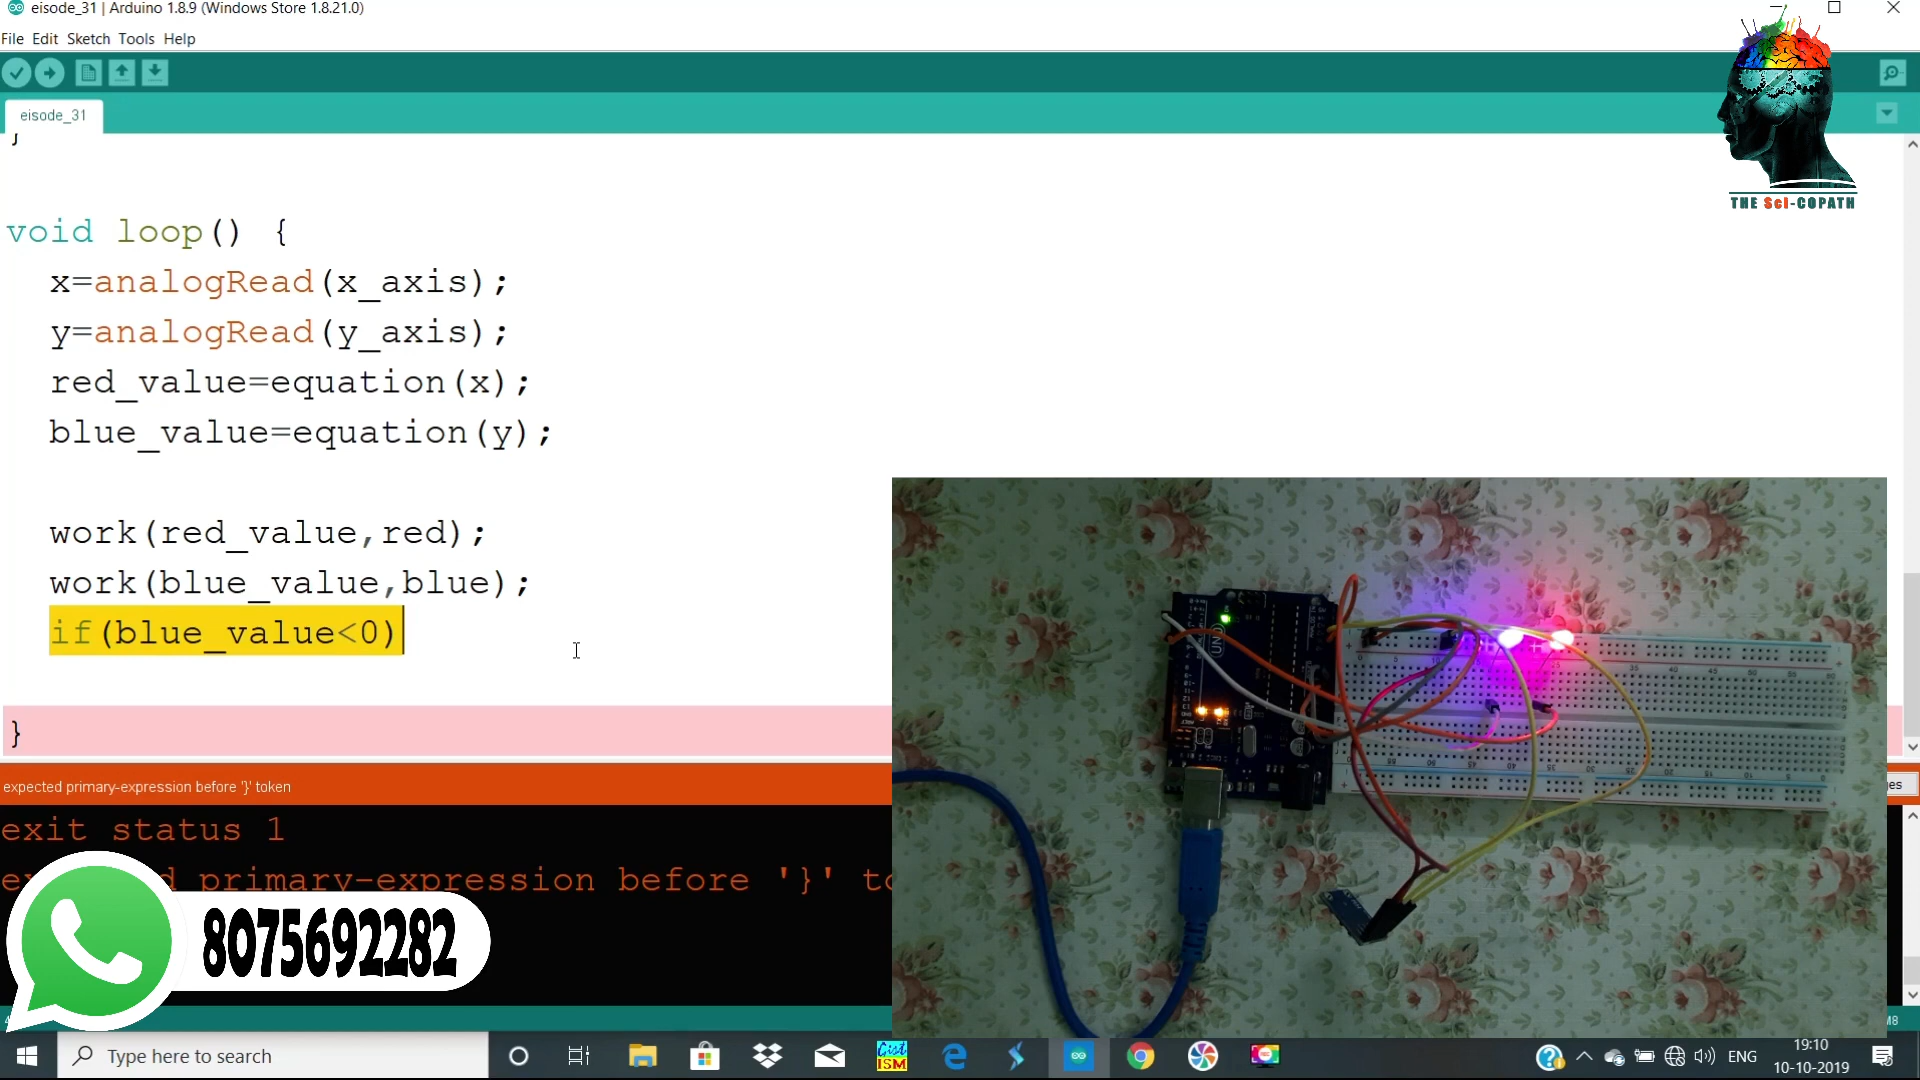 eisode_31 | Arduino 1.8.9 (Windows Store 1.8.21.0)
File Edit Sketch Tools Help
eisode_31
}
THE ScI-COPATH
void loop() {
x=analogRead(x_axis);
y=analogRead(y_axis);
red_value=equation(x);
blue_value=equation(y);
work(red_value,red);
work(blue_value,blue);
if(blue_value<0)
}
expected primary-expression before '}' token
exit status 1
primary-expression before '}'
8075692282
UNO
Type here to search
Gist
ISM
ENG
19:10
10-10-2019